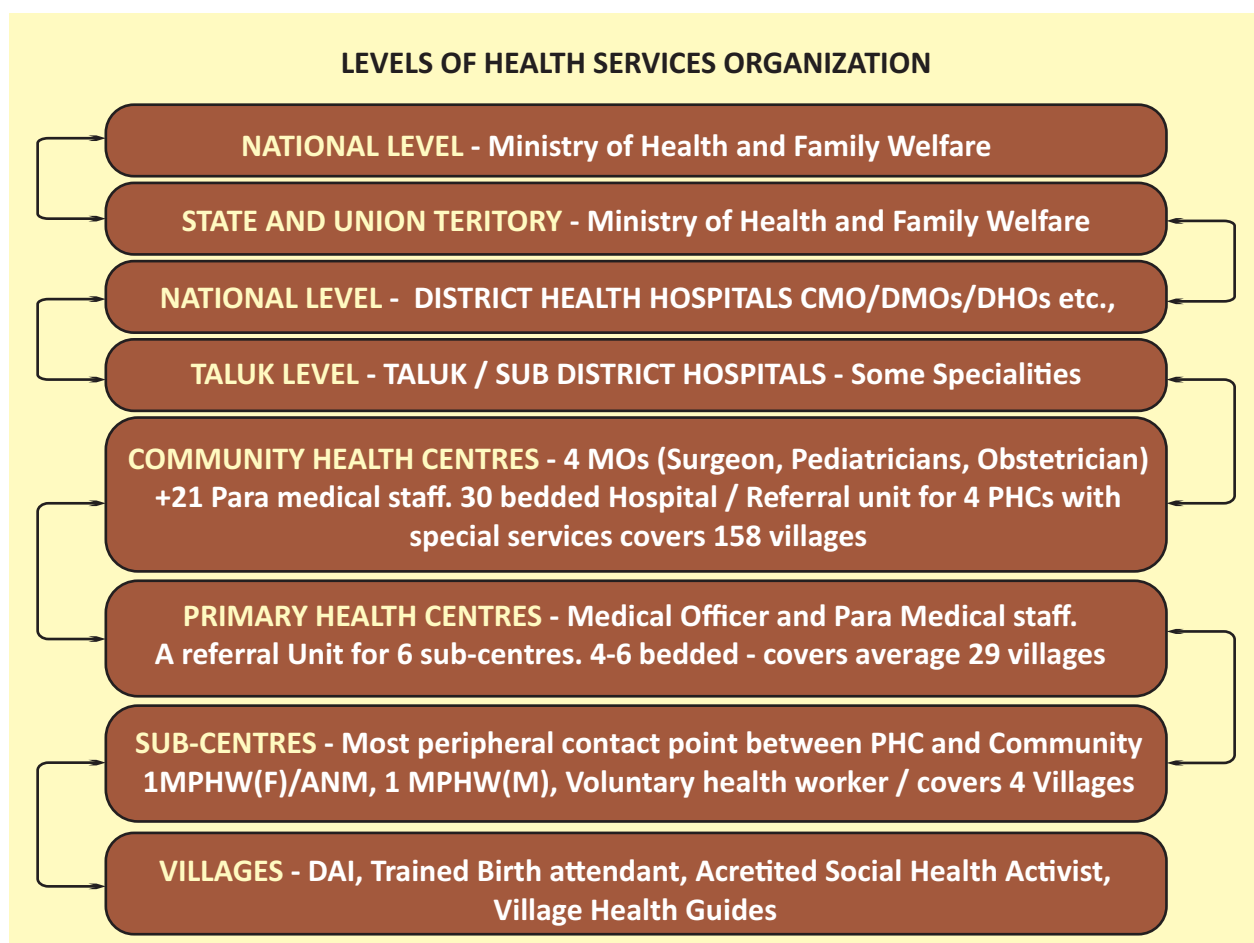 LEVELS OF HEALTH SERVICES ORGANIZATION
NATIONAL LEVEL - Ministry of Health and Family Welfare
STATE AND UNION TERITORY - Ministry of Health and Family Welfare
NATIONAL LEVEL - DISTRICT HEALTH HOSPITALS CMO/DMOs/DHOs etc.,
TALUK LEVEL - TALUK / SUB DISTRICT HOSPITALS - Some Specialities
COMMUNITY HEALTH CENTRES - 4 MOs (Surgeon, Pediatricians, Obstetrician)
+21 Para medical staff. 30 bedded Hospital / Referral unit for 4 PHCs with
special services covers 158 villages
PRIMARY HEALTH CENTRES - Medical Officer and Para Medical staff.
A referral Unit for 6 sub-centres. 4-6 bedded - covers average 29 villages
SUB-CENTRES - Most peripheral contact point between PHC and Community
1MPHW(F)/ANM, 1 MPHW(M), Voluntary health worker / covers 4 Villages
VILLAGES - DAI, Trained Birth attendant, Acretited Social Health Activist,
Village Health Guides